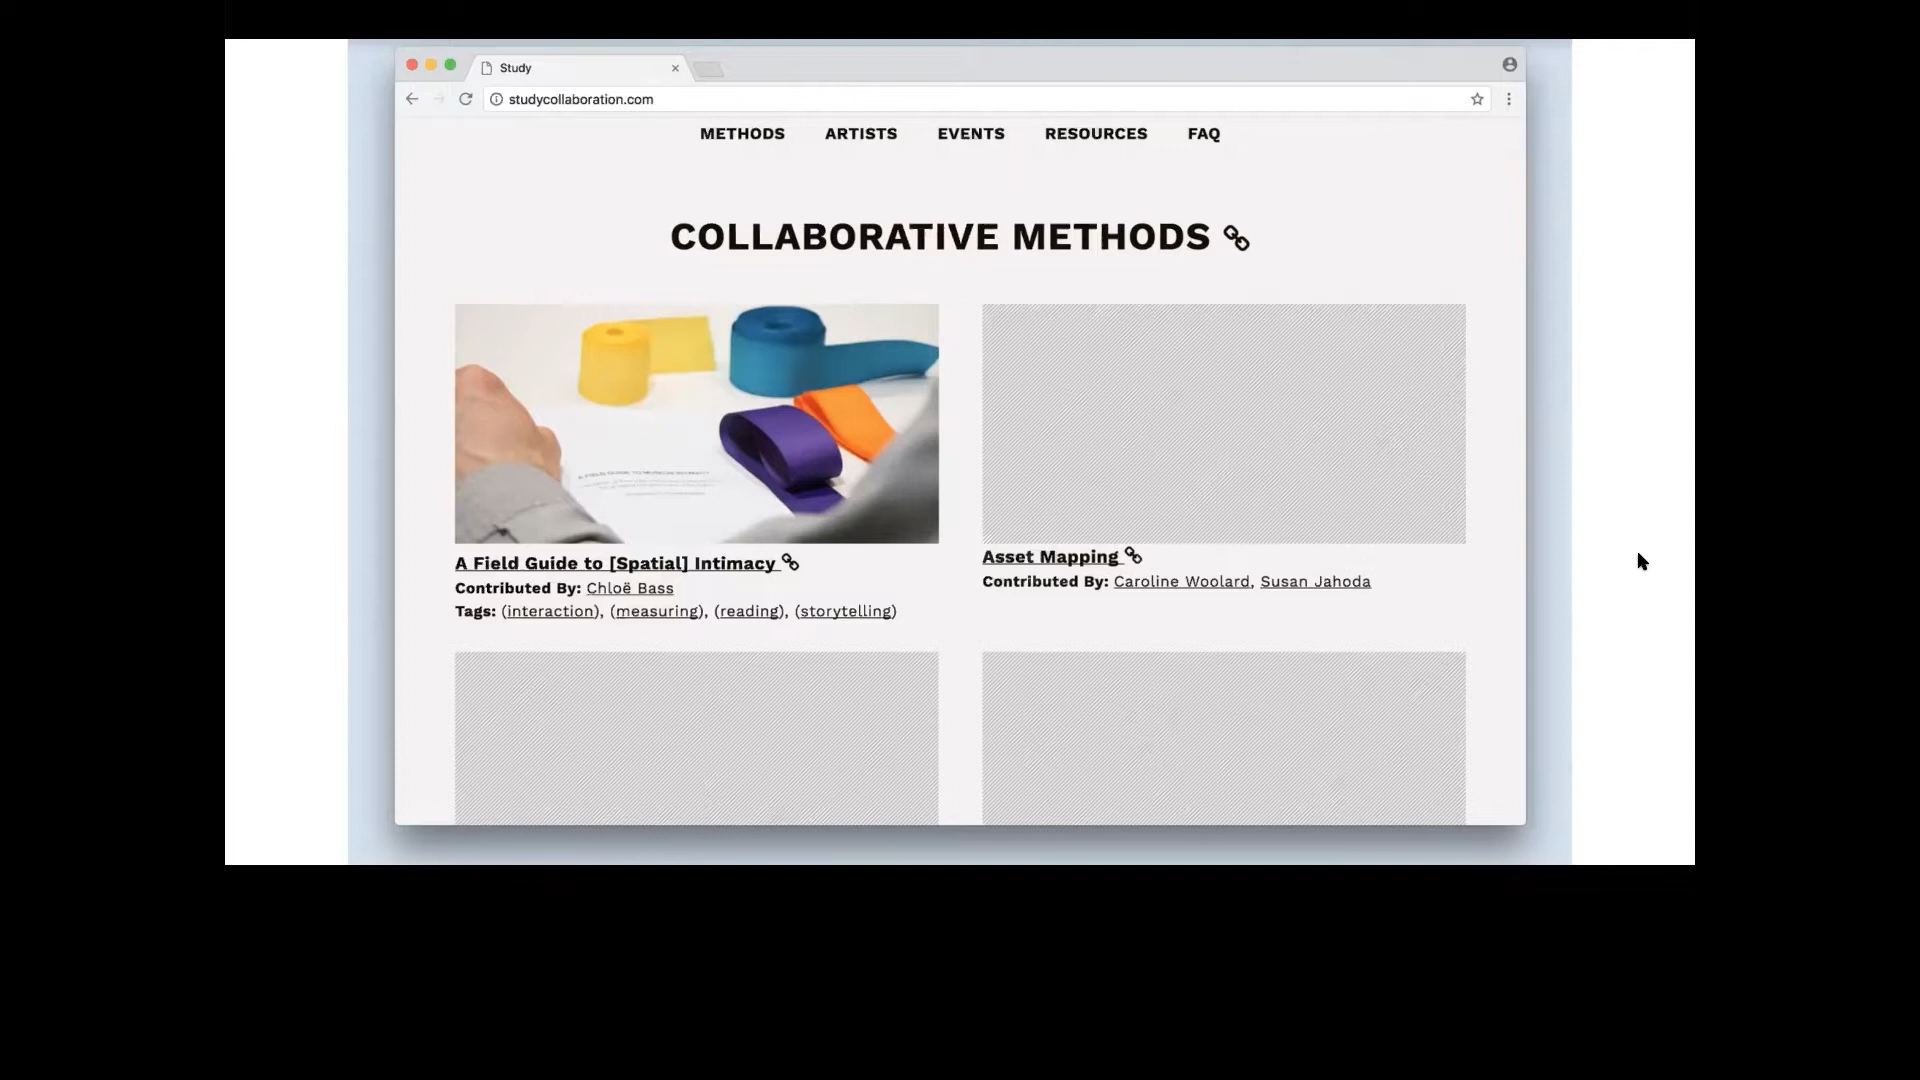 Study
studycollaboration.com
METHODS ARTISTS EVENTS RESOURCES FAQ
COLLABORATIVE METHODS
A Field Guide to [Spatial] Intimacy
Contributed By: Chloë Bass
Tags: (interaction), (measuring), (reading), (storytelling)
Asset Mapping
Contributed By: Caroline Woolard, Susan Jahoda